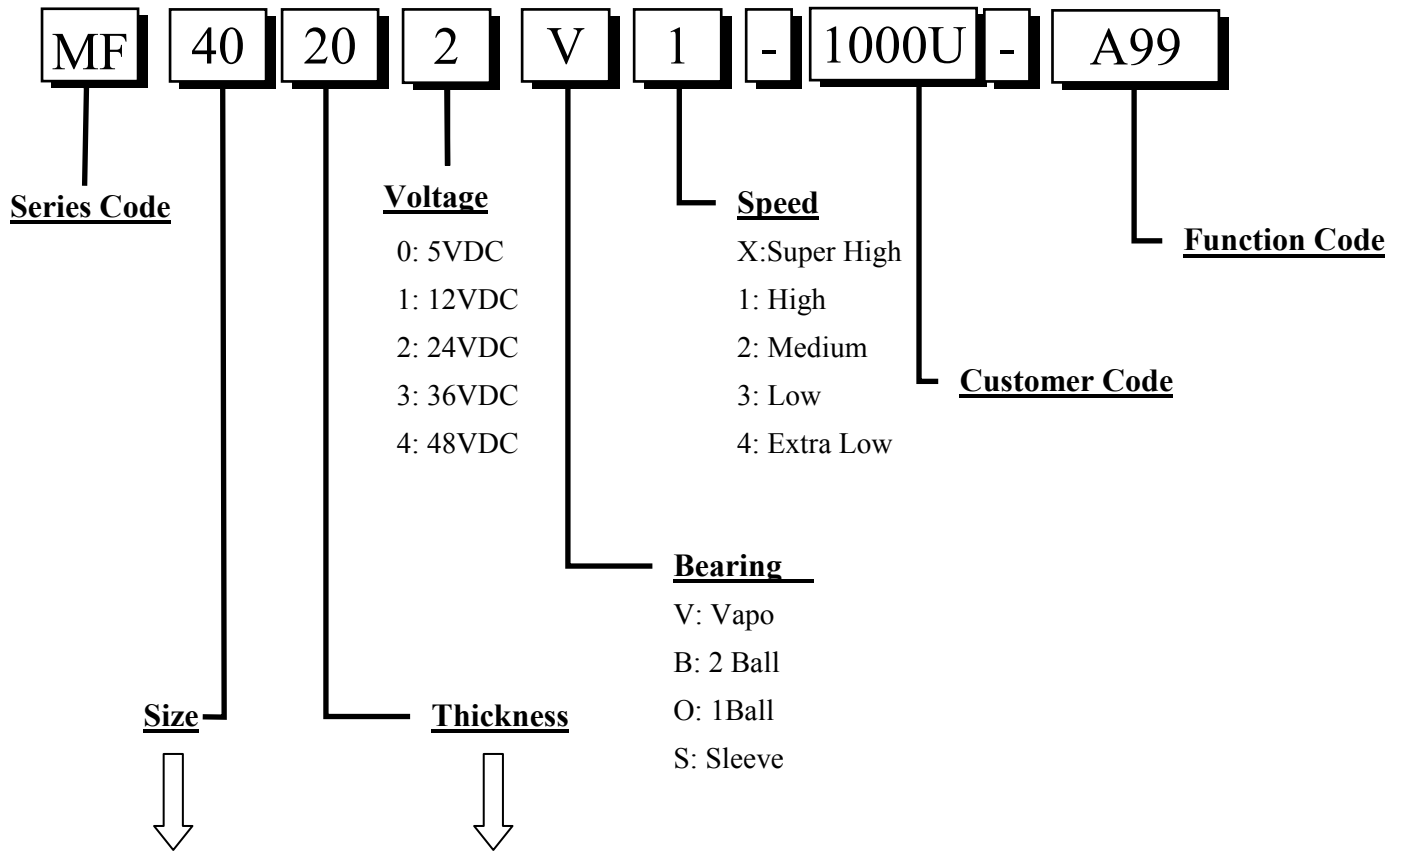 MF 40 20 2 V 1 - 1000U - A99
Series Code
Voltage
0: 5VDC
1: 12VDC
2: 24VDC
3: 36VDC
4: 48VDC
Speed
X:Super High
1: High
2: Medium
3: Low
4: Extra Low
Function Code
Customer Code
Bearing
V: Vapo
B: 2 Ball
O: 1Ball
S: Sleeve
Size
Thickness